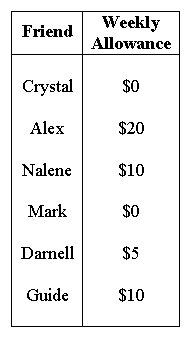 Friend Weekly Allowance
Crystal $0
Alex $20
Nalene $10
Mark $0
Darnell $5
Guide $10